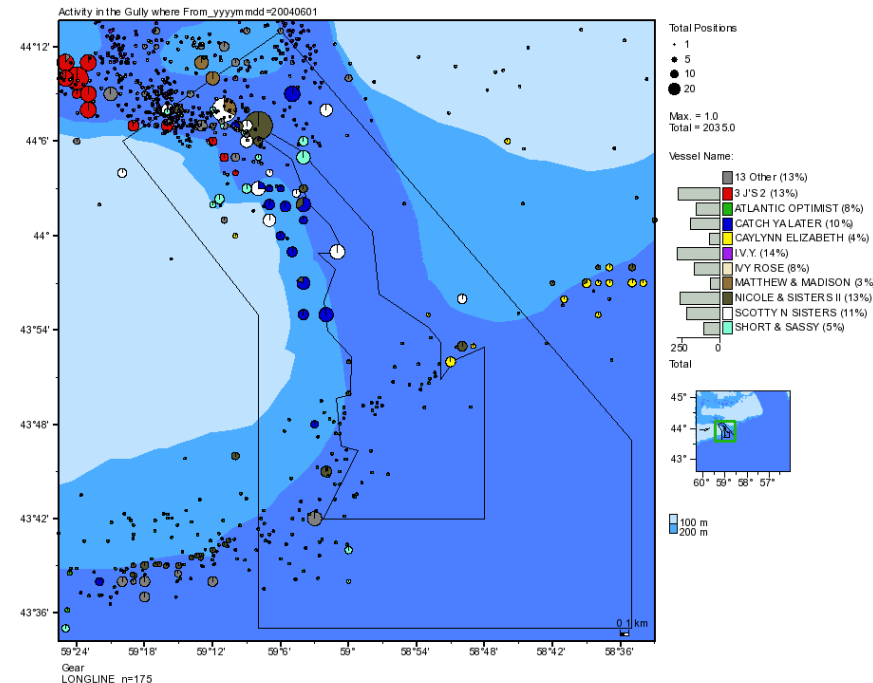 Activity in the Gully where From_yyyymmdd=20040601
44°12'
44°6'
44°
43°54'
43°48'
43°42'
43°36'
59°24'
59°18'
59°12'
59°6'
59°
58°54'
58°48'
58°42'
58°36'
0 1 km
Gear
LONGLINE n=175
Total Positions
1
5
10
20
Max. = 1.0
Total = 2035.0
Vessel Name:
13 Other (13%)
3 J'S 2 (13%)
ATLANTIC OPTIMIST (8%)
CATCH YA LATER (10%)
CAYLYNN ELIZABETH (4%)
I.V.Y. (14%)
IVY ROSE (8%)
MATTHEW & MADISON (3%
NICOLE & SISTERS II (13%)
SCOTTY N SISTERS (11%)
SHORT & SASSY (5%)
250 0
Total
45°
44°
43°
60° 59° 58° 57°
100 m
200 m